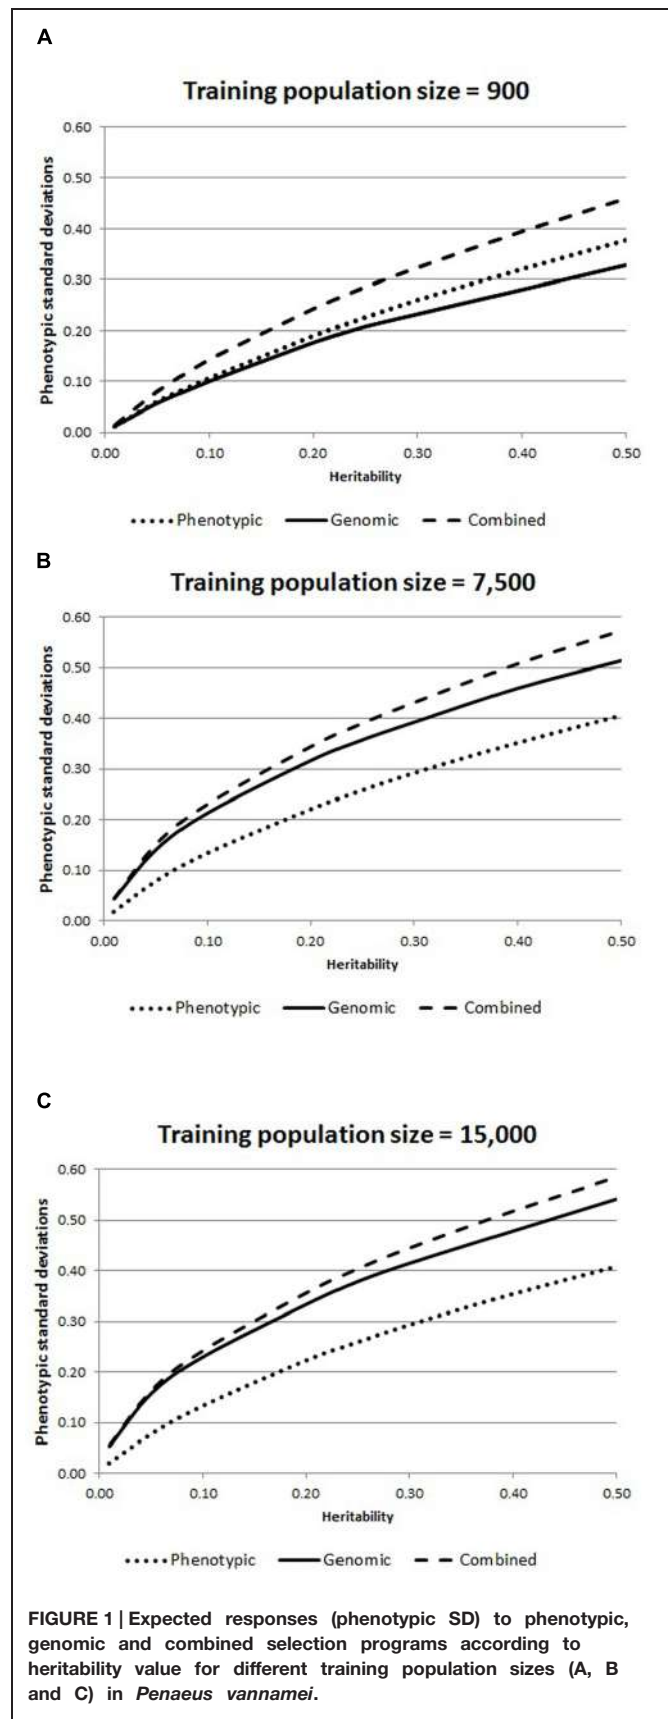 A
Training population size = 900
Phenotypic standard deviations
0.60
0.50
0.40
0.30
0.20
0.10
0.00
0.00 0.10 0.20 0.30 0.40 0.50
Heritability
Phenotypic Genomic Combined
B
Training population size = 7,500
Phenotypic standard deviations
0.60
0.50
0.40
0.30
0.20
0.10
0.00
0.00 0.10 0.20 0.30 0.40 0.50
Heritability
Phenotypic Genomic Combined
C
Training population size = 15,000
Phenotypic standard deviations
0.60
0.50
0.40
0.30
0.20
0.10
0.00
0.00 0.10 0.20 0.30 0.40 0.50
Heritability
Phenotypic Genomic Combined
FIGURE 1 | Expected responses (phenotypic SD) to phenotypic,
genomic and combined selection programs according to
heritability value for different training population sizes (A, B
and C) in Penaeus vannamei.